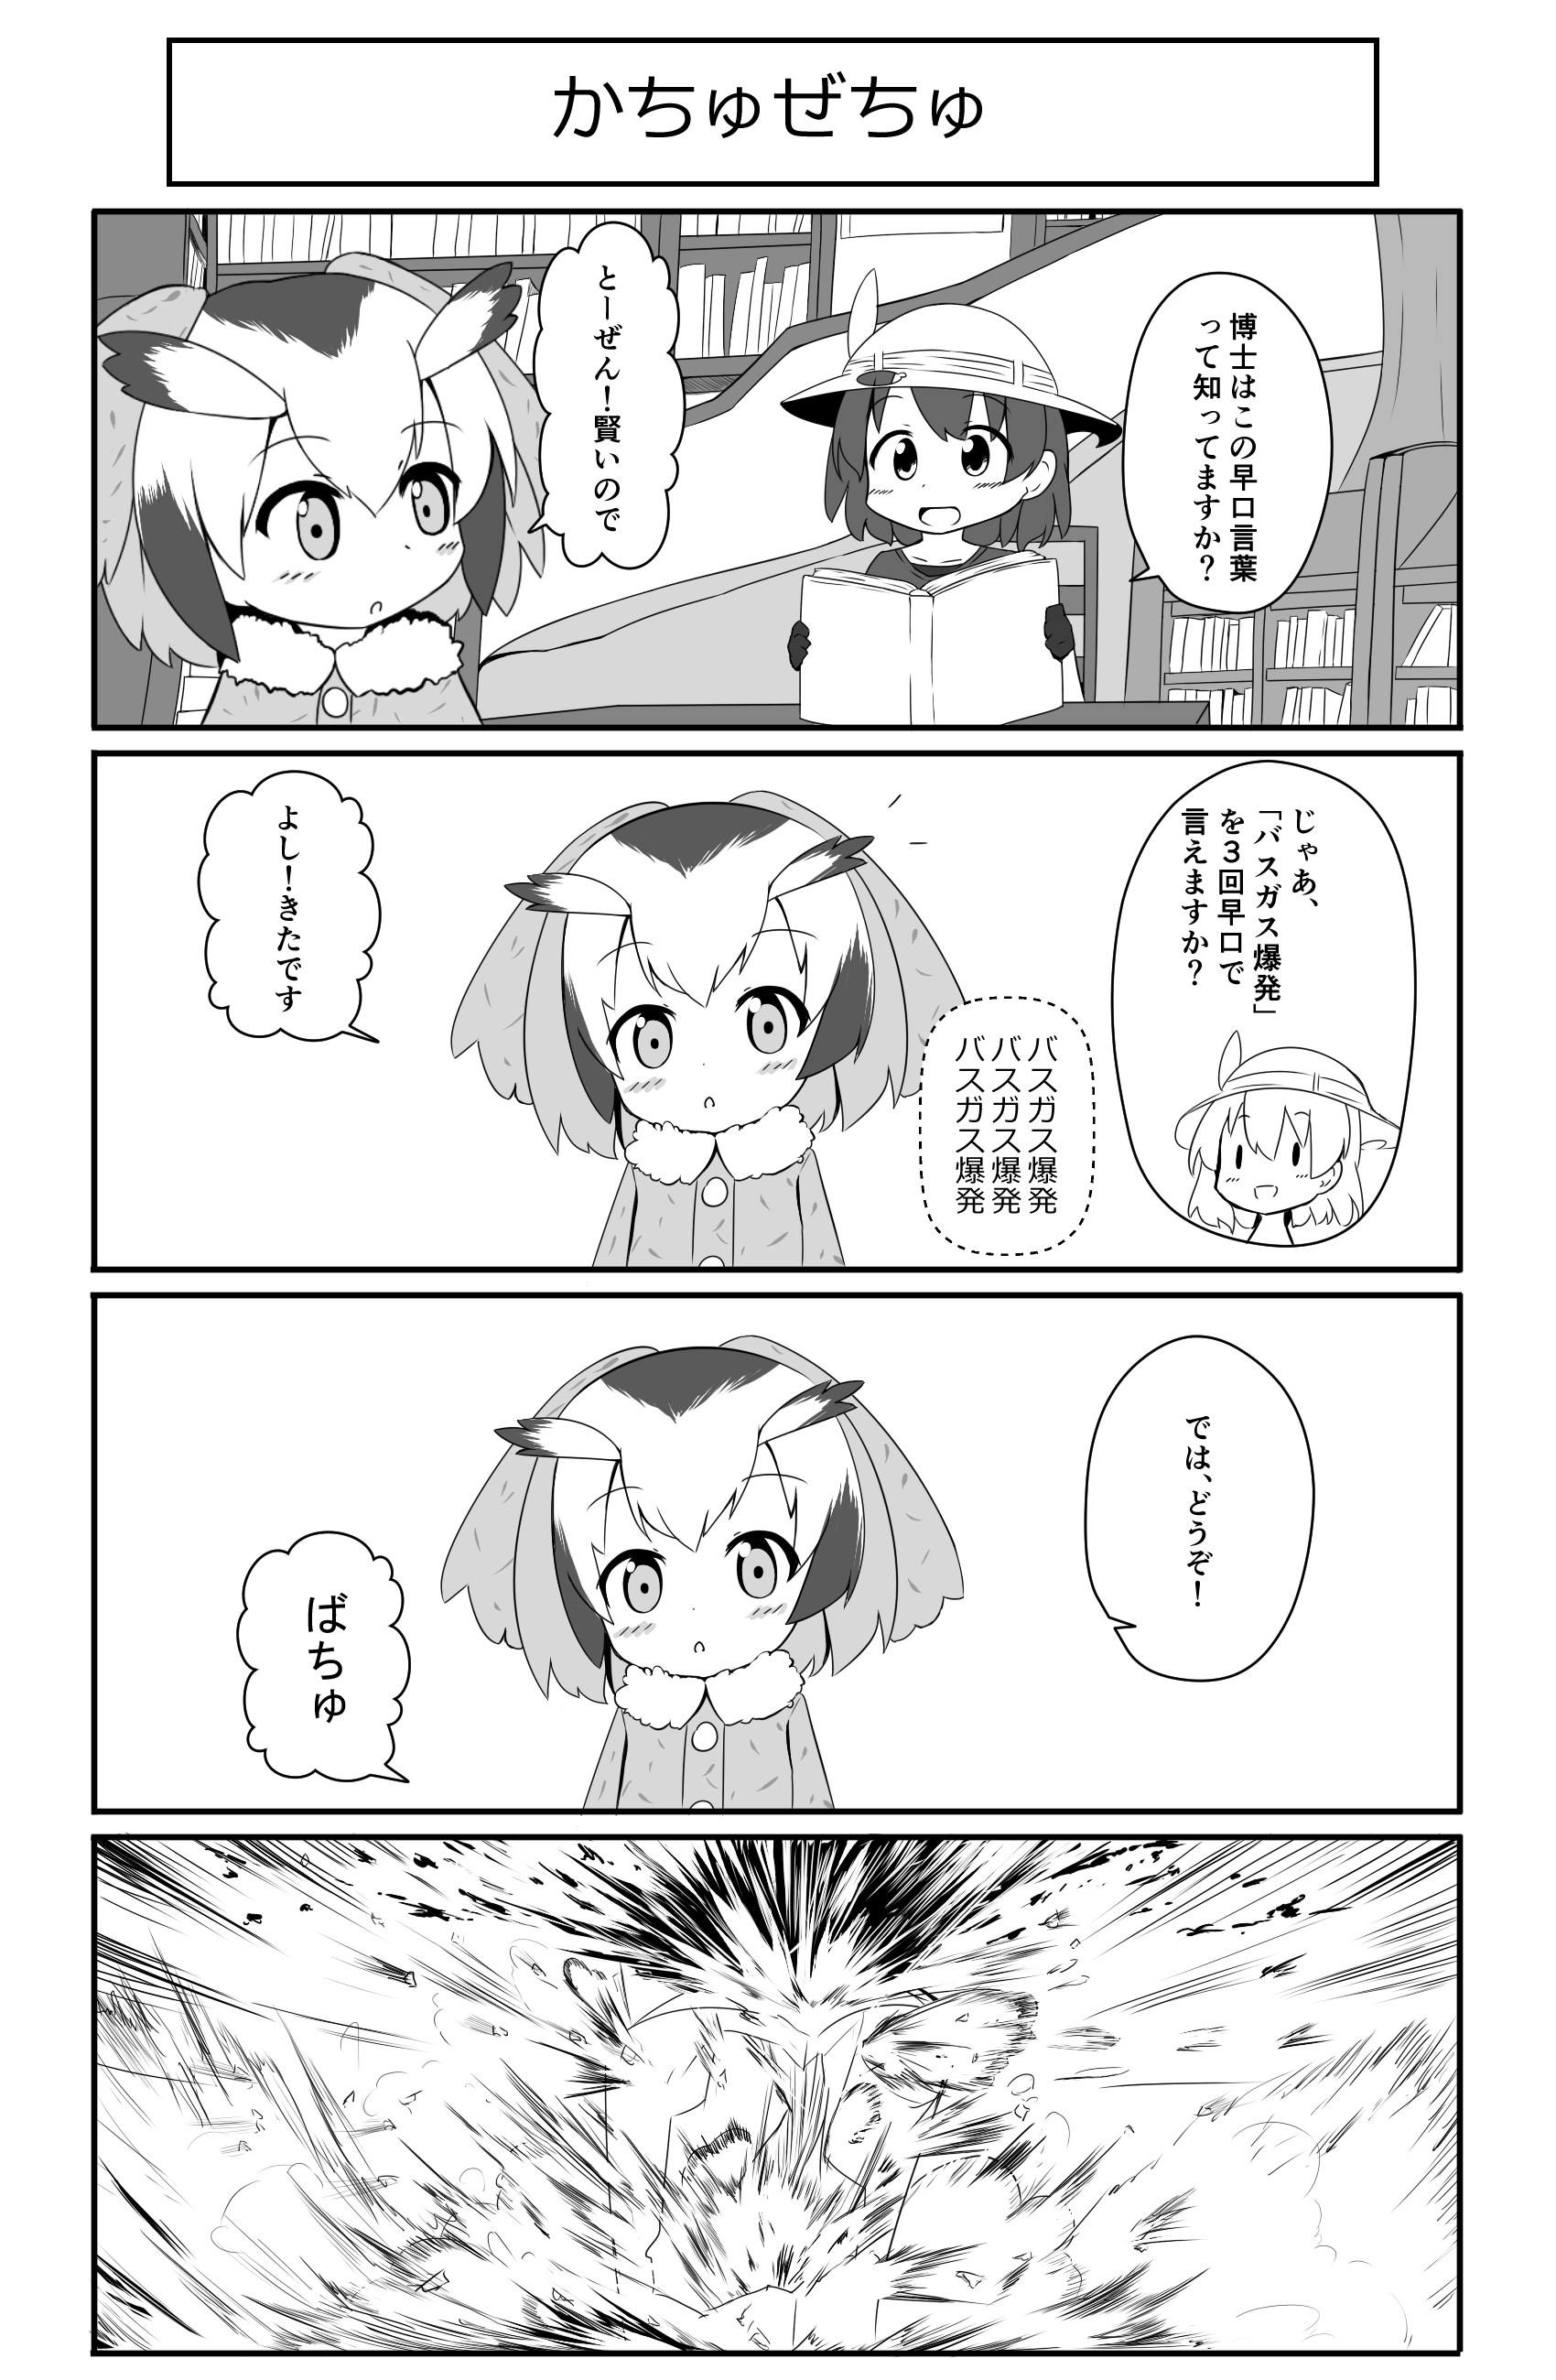 かちゅぜちゅ
博士はこの早口言葉
って知ってますか？
とーぜん！賢いので
じゃあ、
「バスガス爆発」
を３回早口で
言えますか？
バスガス爆発
バスガス爆発
バスガス爆発
よし！きたです
では、どうぞ！
ばちゅ